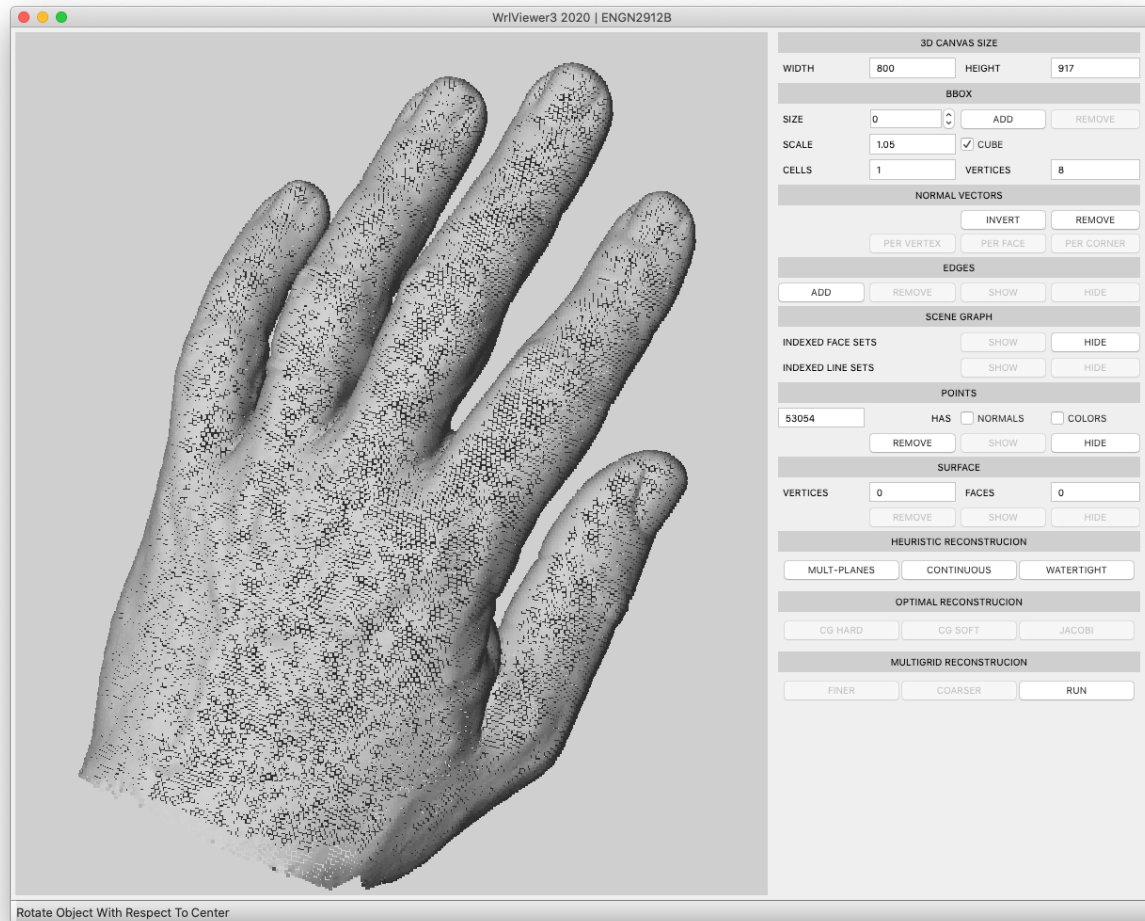 WrlViewer3 2020 | ENGN2912B
3D CANVAS SIZE
WIDTH 800 HEIGHT 917
BBOX
SIZE 0 ADD REMOVE
SCALE 1.05 CUBE
CELLS 1 VERTICES 8
NORMAL VECTORS
INVERT REMOVE
PER VERTEX PER FACE PER CORNER
EDGES
ADD REMOVE SHOW HIDE
SCENE GRAPH
INDEXED FACE SETS SHOW HIDE
INDEXED LINE SETS SHOW HIDE
POINTS
53054 HAS NORMALS COLORS
REMOVE SHOW HIDE
SURFACE
VERTICES 0 FACES 0
REMOVE SHOW HIDE
HEURISTIC RECONSTRUCION
MULT-PLANES CONTINUOUS WATERTIGHT
OPTIMAL RECONSTRUCION
CG HARD CG SOFT JACOBI
MULTIGRID RECONSTRUCION
FINER COARSER RUN
Rotate Object With Respect To Center